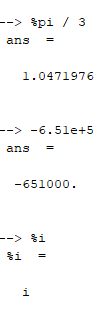 --> %pi / 3
ans  =
1.0471976
--> -6.51e+5
ans  =
-651000.
--> %i
%i  =
i